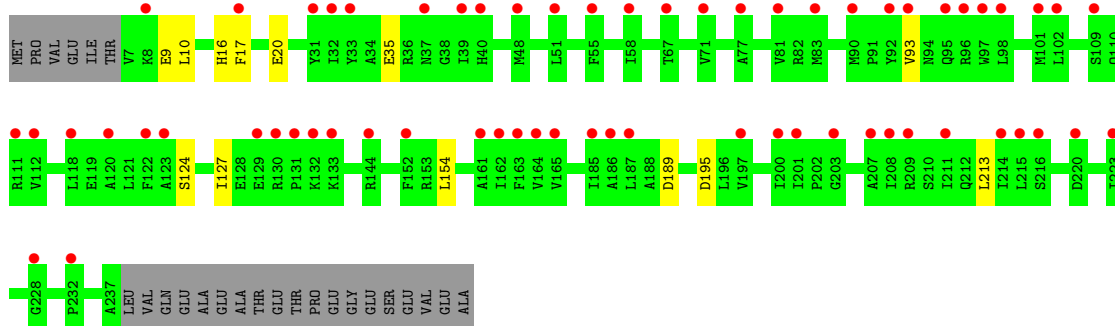 MET PRO VAL GLU ILE THR V7 K8 E9 L10 H16 F17 E20 Y31 I32 Y33 A34 E35 R36 N37 G38 I39 H40 M48 L51 F55 I58 T67 V71 A77 V81 R82 M83 M90 P91 Y92 V93 N94 Q95 R96 W97 L98 M101 L102 S109
R111 V112 L118 E119 A120 L121 F122 A123 S124 I127 E128 E129 R130 P131 K132 K133 R144 F152 R153 L154 A161 I162 F163 V164 V165 I185 A186 L187 A188 D189 D195 L196 V197 I200 I201 P202 G203 A207 I208 R209 S210 I211 Q212 L213 I214 L215 S216 D220
G228 P232 A237 LEU VAL GLN GLU ALA GLU ALA THR GLU THR PRO GLU GLY GLU SER GLU VAL GLU ALA